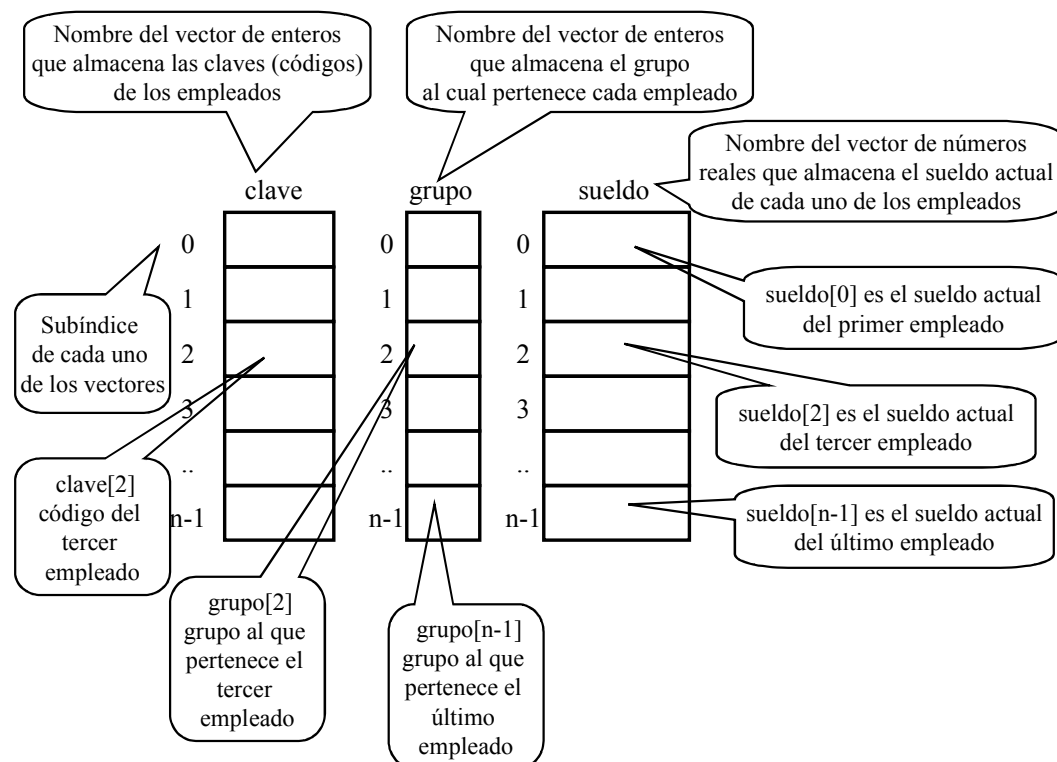 Nombre del vector de enteros
que almacena las claves (códigos)
de los empleados
Nombre del vector de enteros
que almacena el grupo
al cual pertenece cada empleado
Nombre del vector de números
reales que almacena el sueldo actual
de cada uno de los empleados
clave
grupo
sueldo
0
1
2
3
..
n-1
0
1
2
3
..
n-1
0
1
2
3
..
n-1
Subíndice
de cada uno
de los vectores
sueldo[0] es el sueldo actual
del primer empleado
sueldo[2] es el sueldo actual
del tercer empleado
sueldo[n-1] es el sueldo actual
del último empleado
clave[2]
código del
tercer
empleado
grupo[2]
grupo al que
pertenece el
tercer
empleado
grupo[n-1]
grupo al que
pertenece el
último
empleado